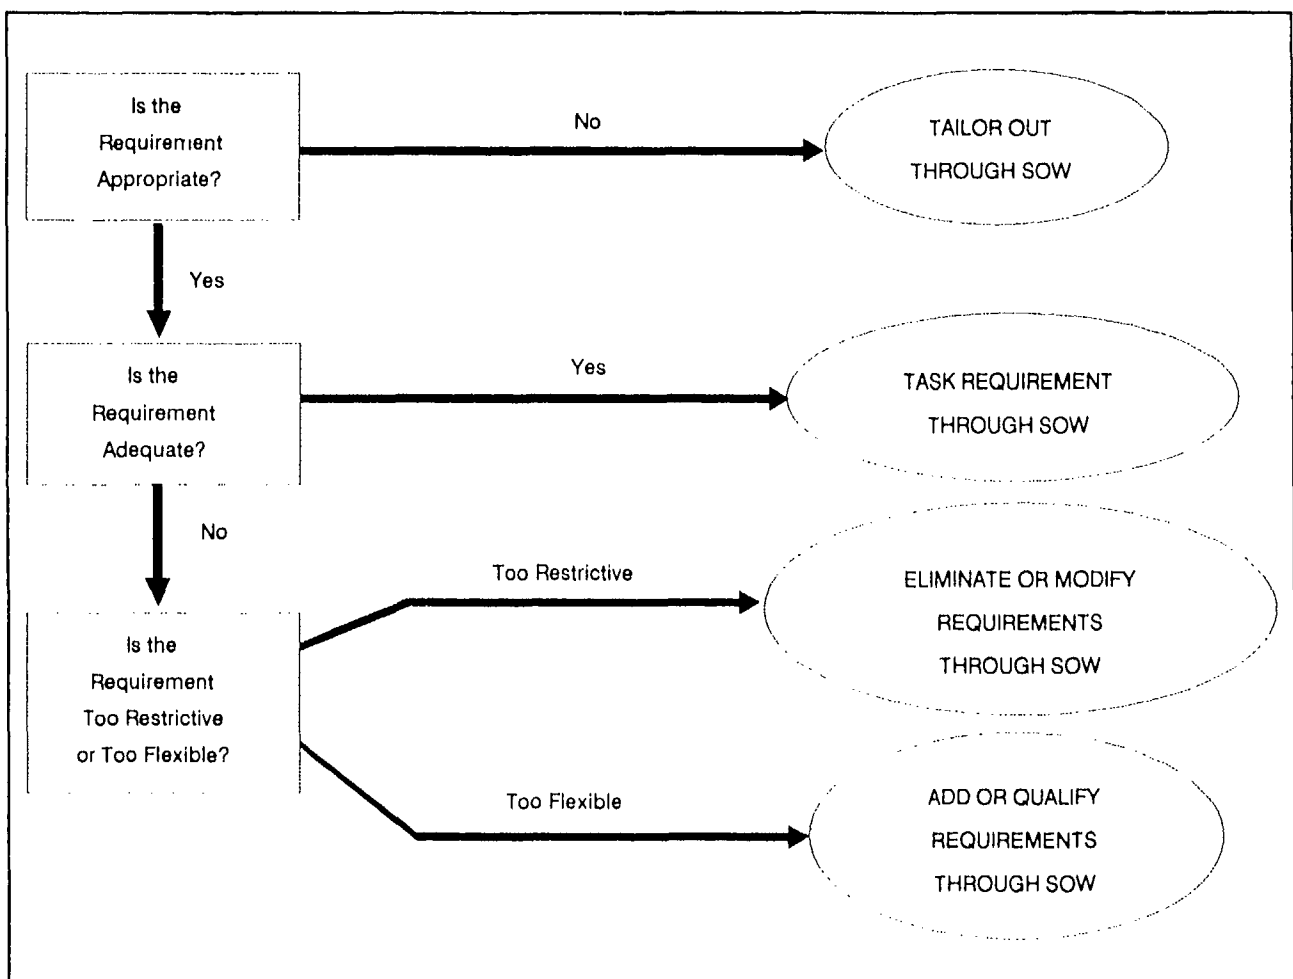 Is the
Requirement
Appropriate?
No
TAILOR OUT
THROUGH SOW
Yes
Is the
Requirement
Adequate?
Yes
TASK REQUIREMENT
THROUGH SOW
No
Is the
Requirement
Too Restrictive
or Too Flexible?
Too Restrictive
ELIMINATE OR MODIFY
REQUIREMENTS
THROUGH SOW
Too Flexible
ADD OR QUALIFY
REQUIREMENTS
THROUGH SOW